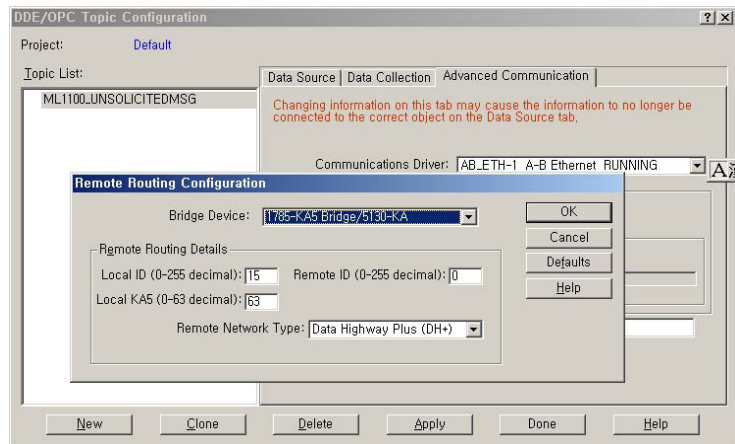 DDE/OPC Topic Configuration
Project: Default
Topic List:
ML1100_UNSOLICITEDMSG
Data Source
Data Collection
Advanced Communication
Changing information on this tab may cause the information to no longer be
connected to the correct object on the Data Source tab,
Communications Driver: AB_ETH-1 A-B Ethernet RUNNING
Remote Routing Configuration
Bridge Device: 1785-KA5 Bridge/5130-KA
OK
Cancel
Defaults
Help
Remote Routing Details
Local ID (0-255 decimal): 15 Remote ID (0-255 decimal): 0
Local KA5 (0-63 decimal): 63
Remote Network Type: Data Highway Plus (DH+)
New
Clone
Delete
Apply
Done
Help